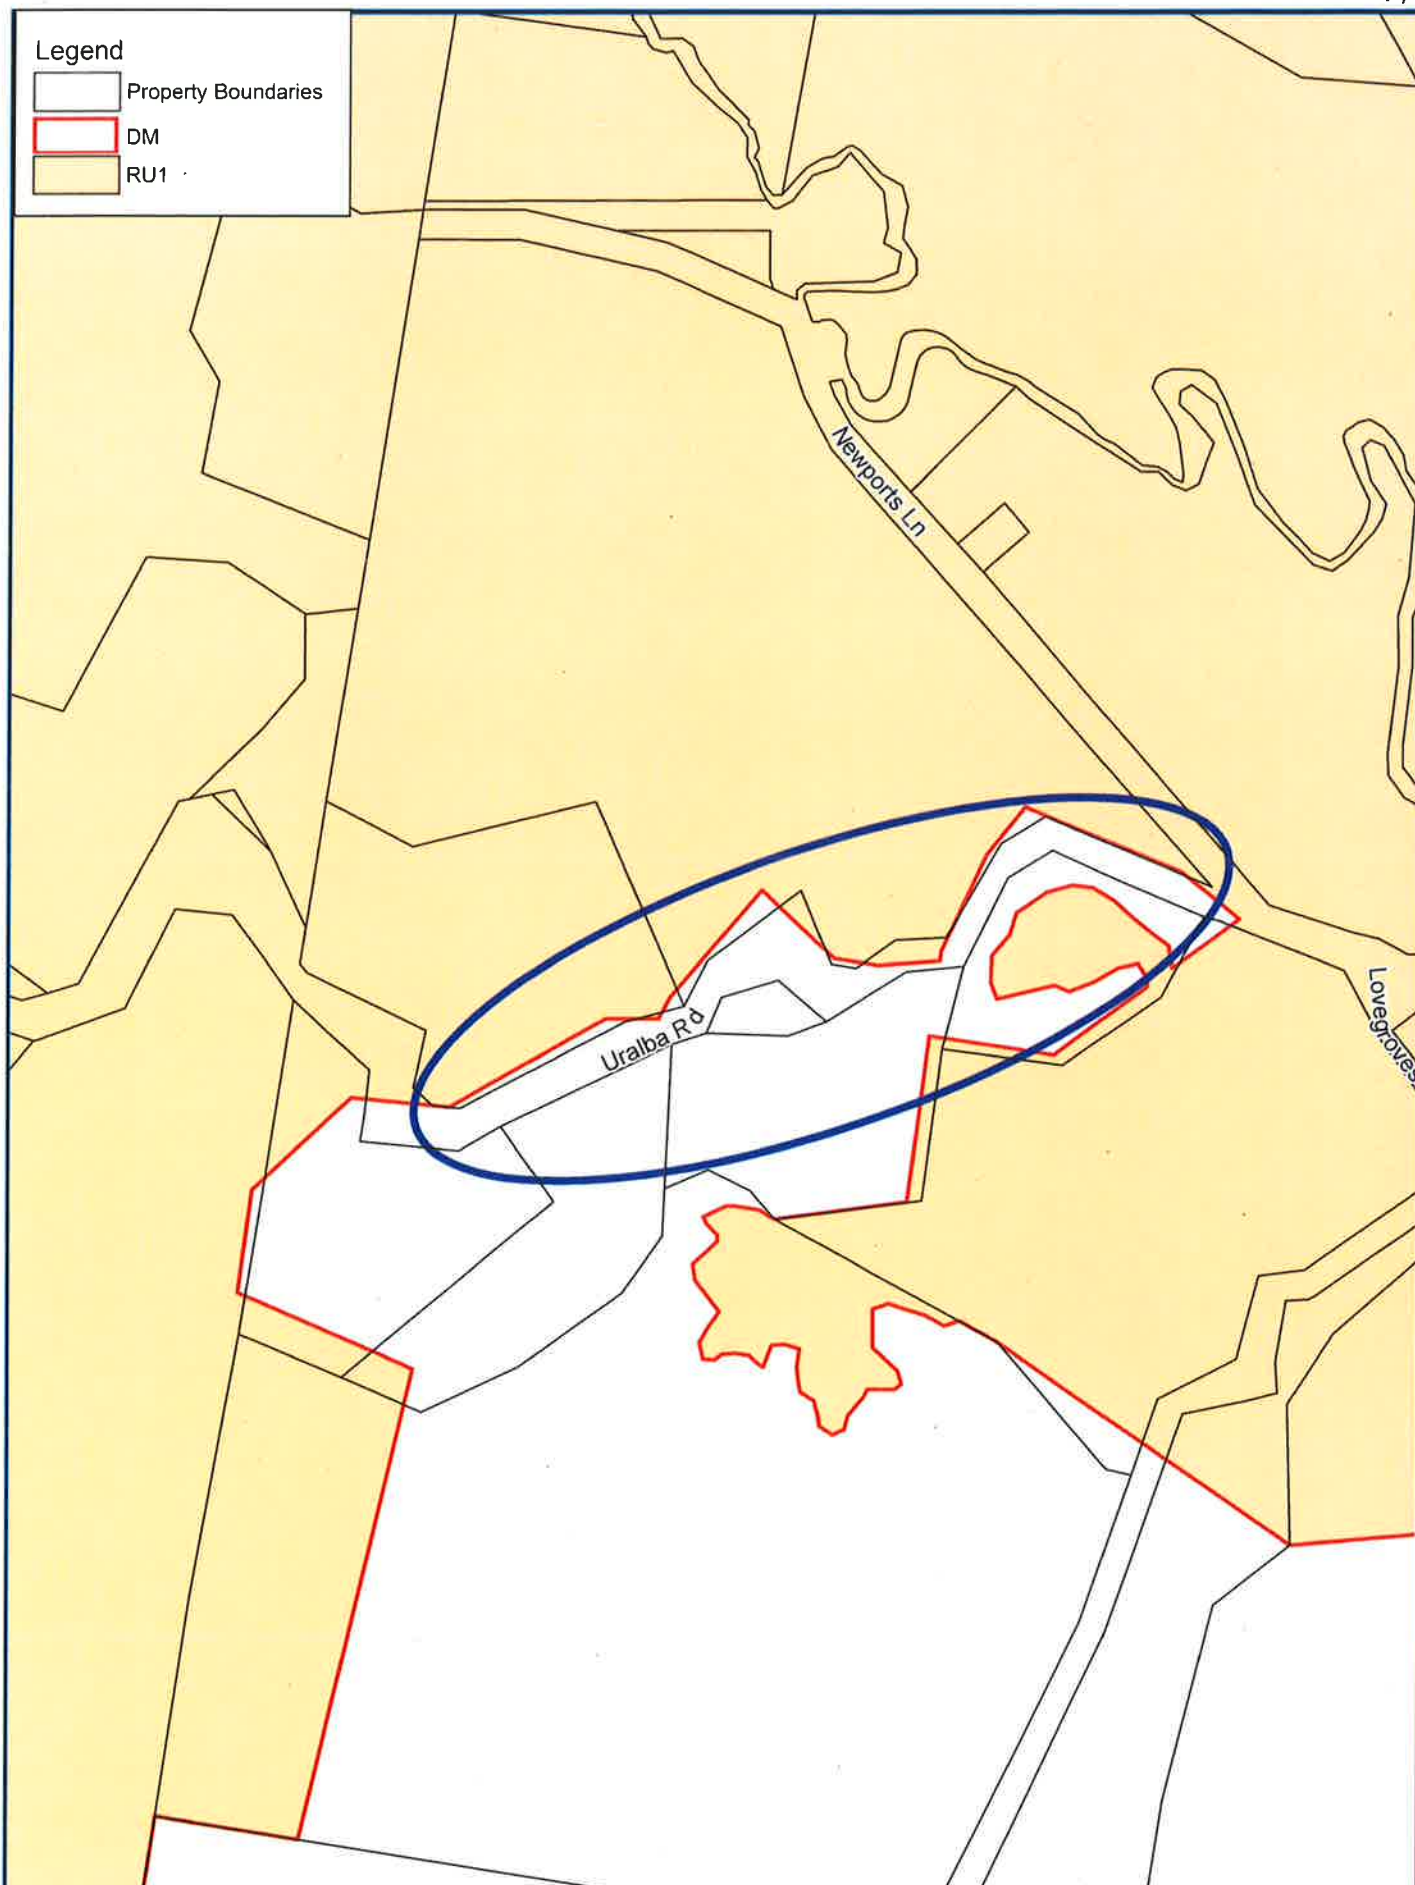 Legend
Property Boundaries
DM
RU1
Newports Ln
Uralba Rd
Lovegroves